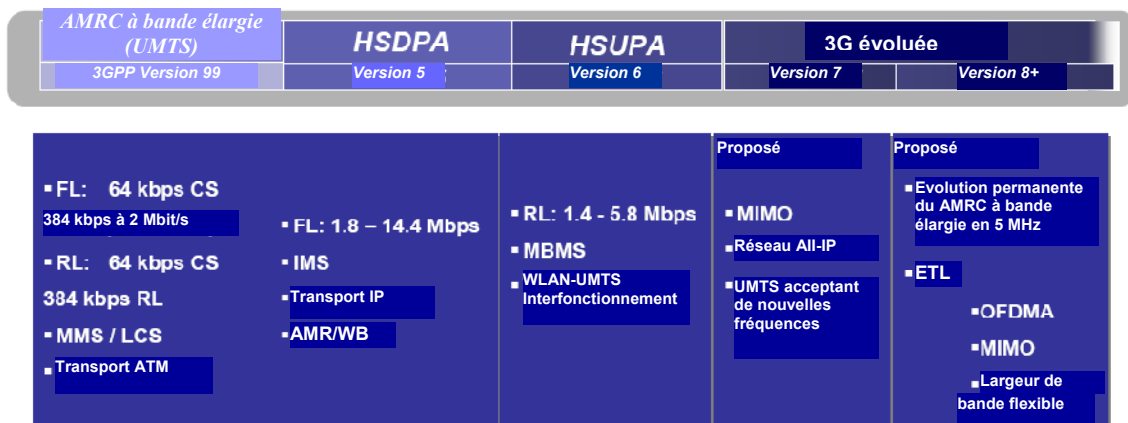 AMRC à bande élargie
(UMTS)
HSDPA
HSUPA
3G évoluée
3GPP Version 99
Version 5
Version 6
Version 7
Version 8+
▪FL: 64 kbps CS
384 kbps à 2 Mbit/s
▪RL: 64 kbps CS
384 kbps RL
▪MMS / LCS
▪Transport ATM
▪FL: 1.8 – 14.4 Mbps
▪IMS
▪Transport IP
▪AMR/WB
▪RL: 1.4 - 5.8 Mbps
▪MBMS
▪WLAN-UMTS
Interfonctionnement
Proposé
▪MIMO
▪Réseau All-IP
▪UMTS acceptant
de nouvelles
fréquences
Proposé
▪Evolution permanente
du AMRC à bande
élargie en 5 MHz
▪ETL
▪OFDMA
▪MIMO
▪Largeur de
bande flexible